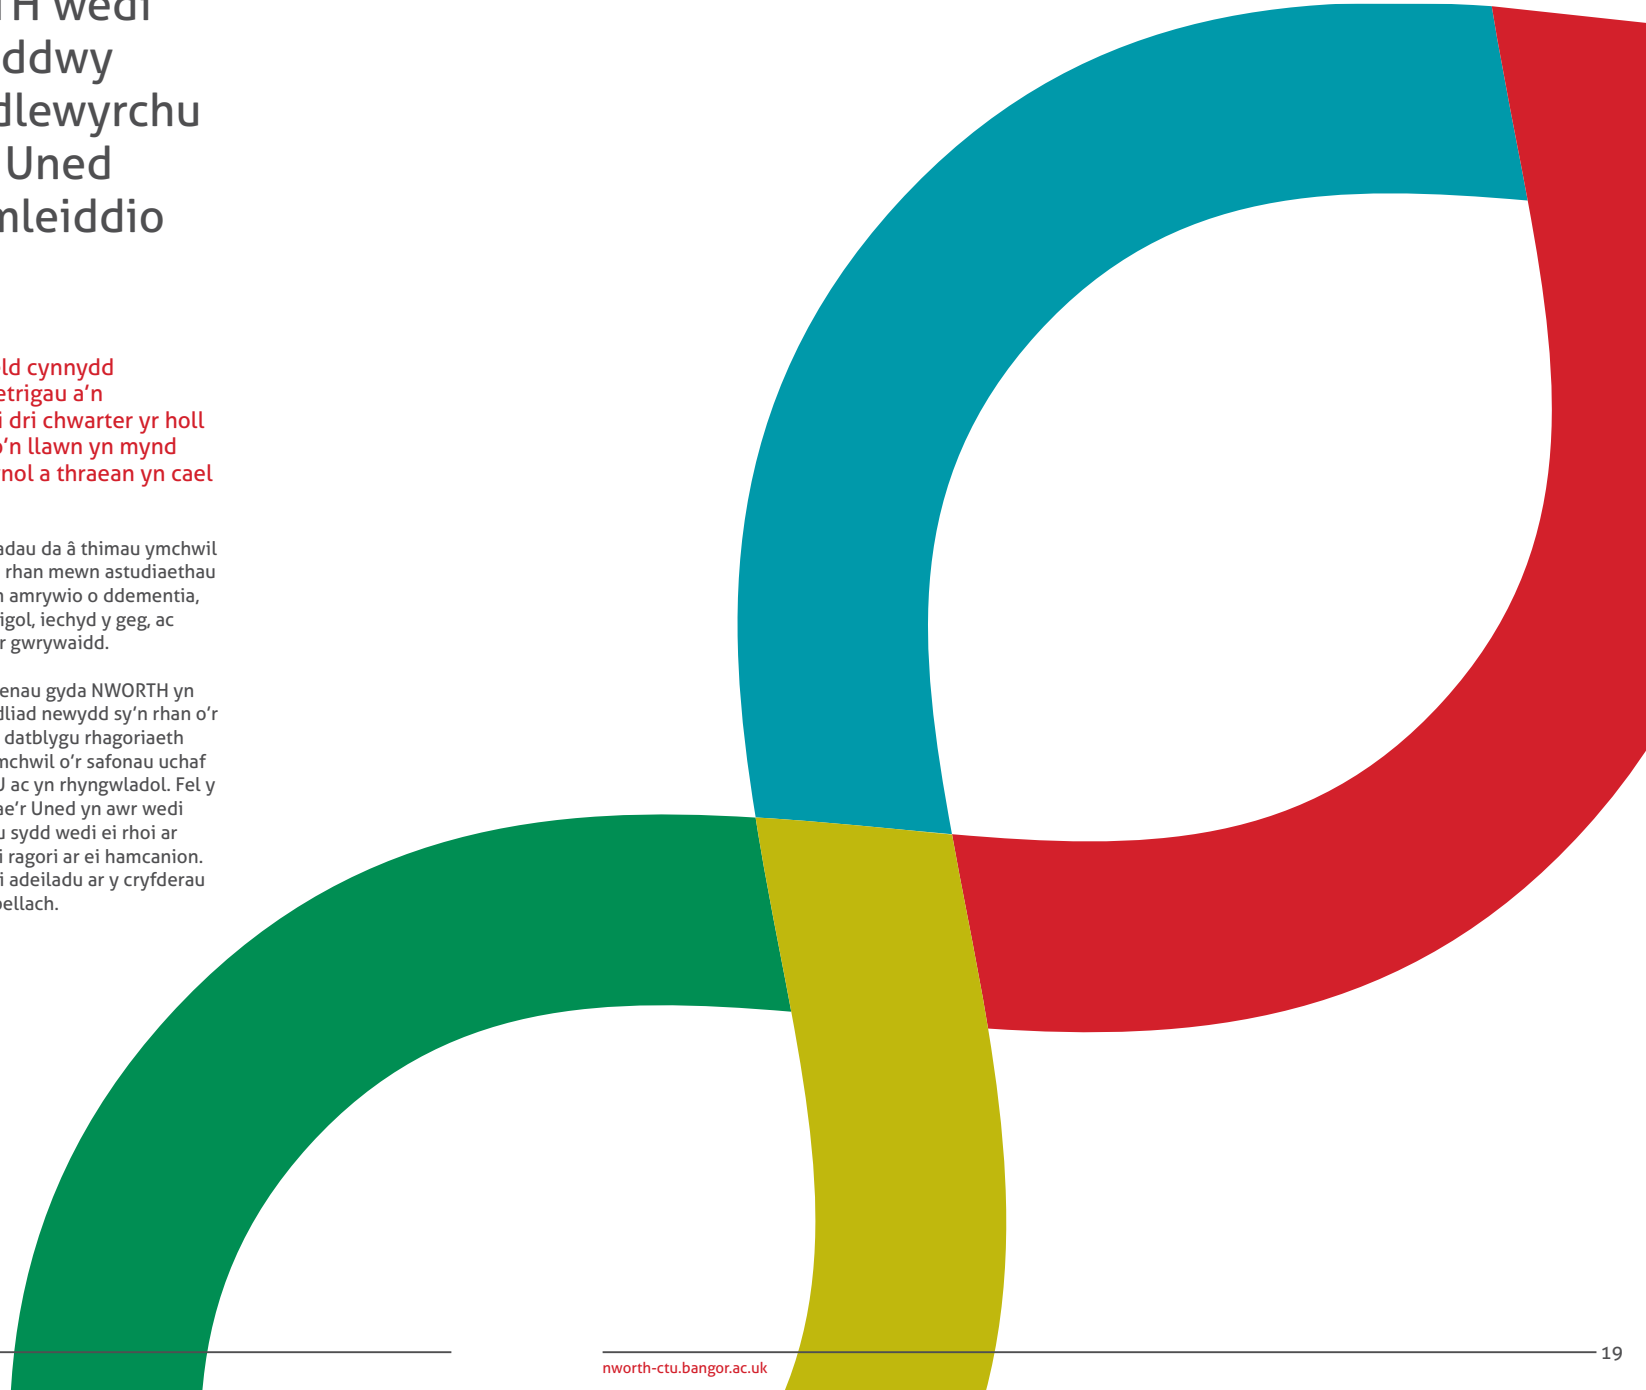 TH wedi
ddwy
dlewyrchu
Uned
mleiddio
ld cynnydd
etrigau a'n
i dri chwarter yr holl
o'n llawn yn mynd
nol a thraean yn cael
adau da â thimau ymchwil
rhan mewn astudiaethau
n amrywio o ddementia,
igol, iechyd y geg, ac
r gwrywaidd.
enau gyda NWORTH yn
dliad newydd sy'n rhan o'r
datblygu rhagoriaeth
mchwil o'r safonau uchaf
U ac yn rhyngwladol. Fel y
ae'r Uned yn awr wedi
u sydd wedi ei rhoi ar
i ragori ar ei hamcanion.
i adeiladu ar y cryfderau
pellach.
nworth-ctu.bangor.ac.uk
19